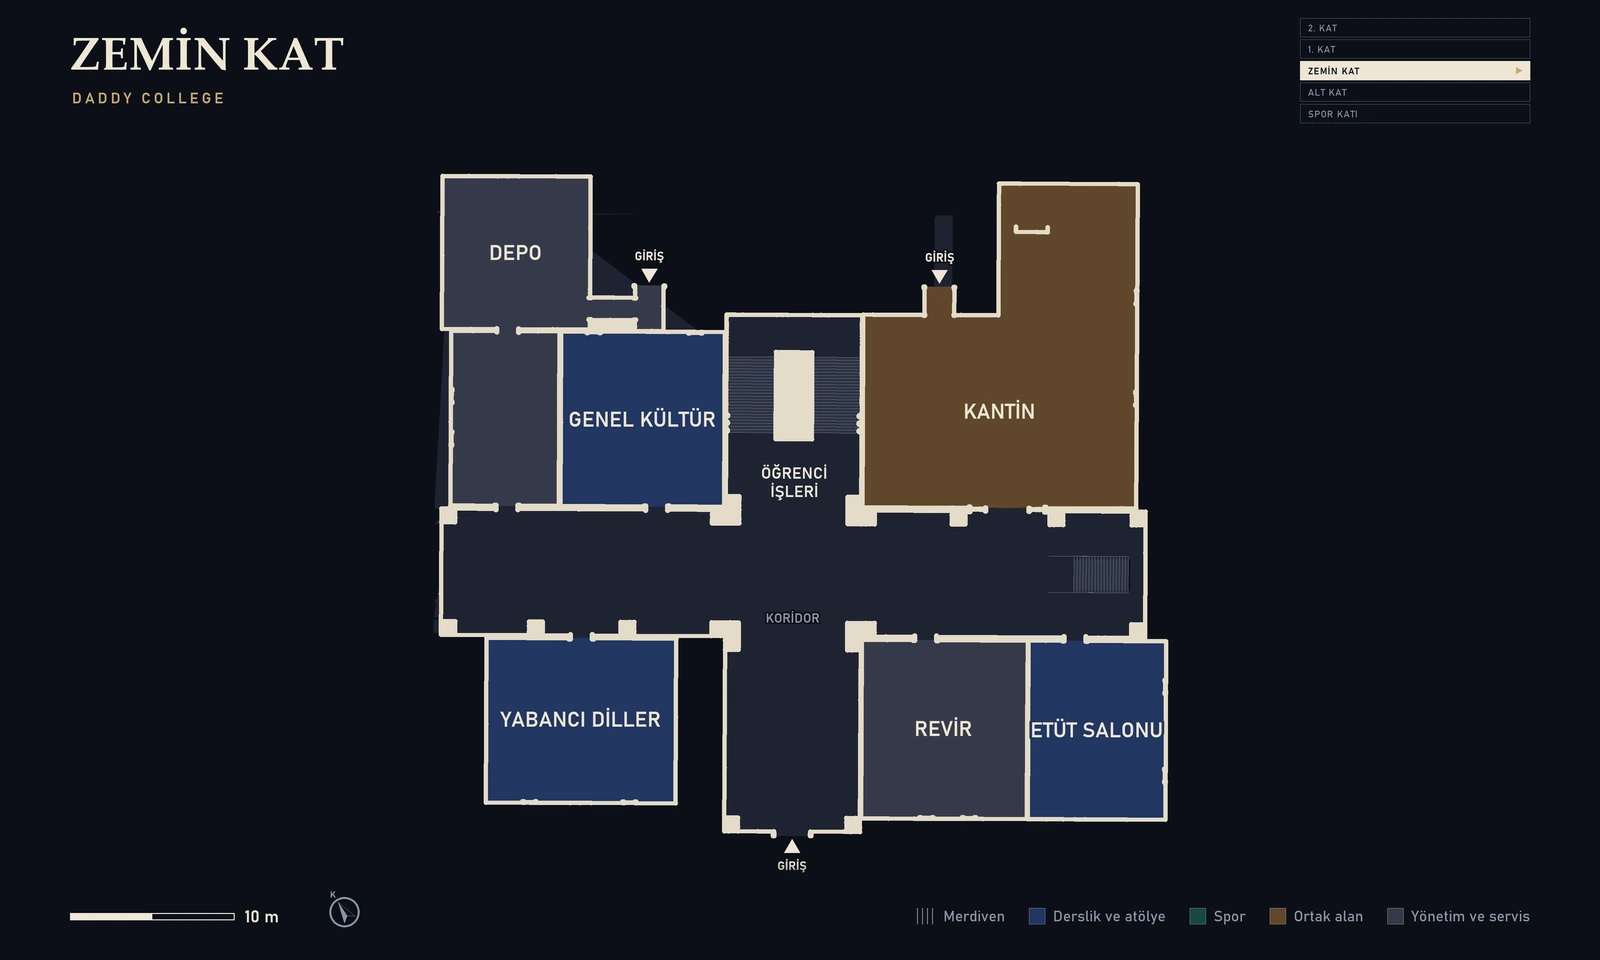 ZEMİN KAT
DADDY COLLEGE
2. KAT
1. KAT
ZEMİN KAT
ALT KAT
SPOR KATI
DEPO
GİRİŞ
GİRİŞ
GENEL KÜLTÜR
KANTİN
ÖĞRENCİ
İŞLERİ
KORİDOR
YABANCI DİLLER
REVİR
ETÜT SALONU
GİRİŞ
10 m
K
Merdiven
Derslik ve atölye
Spor
Ortak alan
Yönetim ve servis